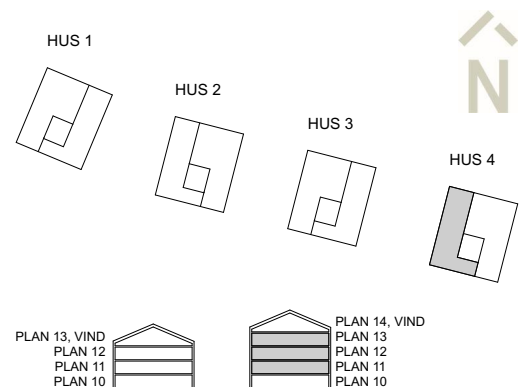 HUS 1
HUS 2
HUS 3
HUS 4
N
PLAN 13, VIND
PLAN 12
PLAN 11
PLAN 10
PLAN 14, VIND
PLAN 13
PLAN 12
PLAN 11
PLAN 10